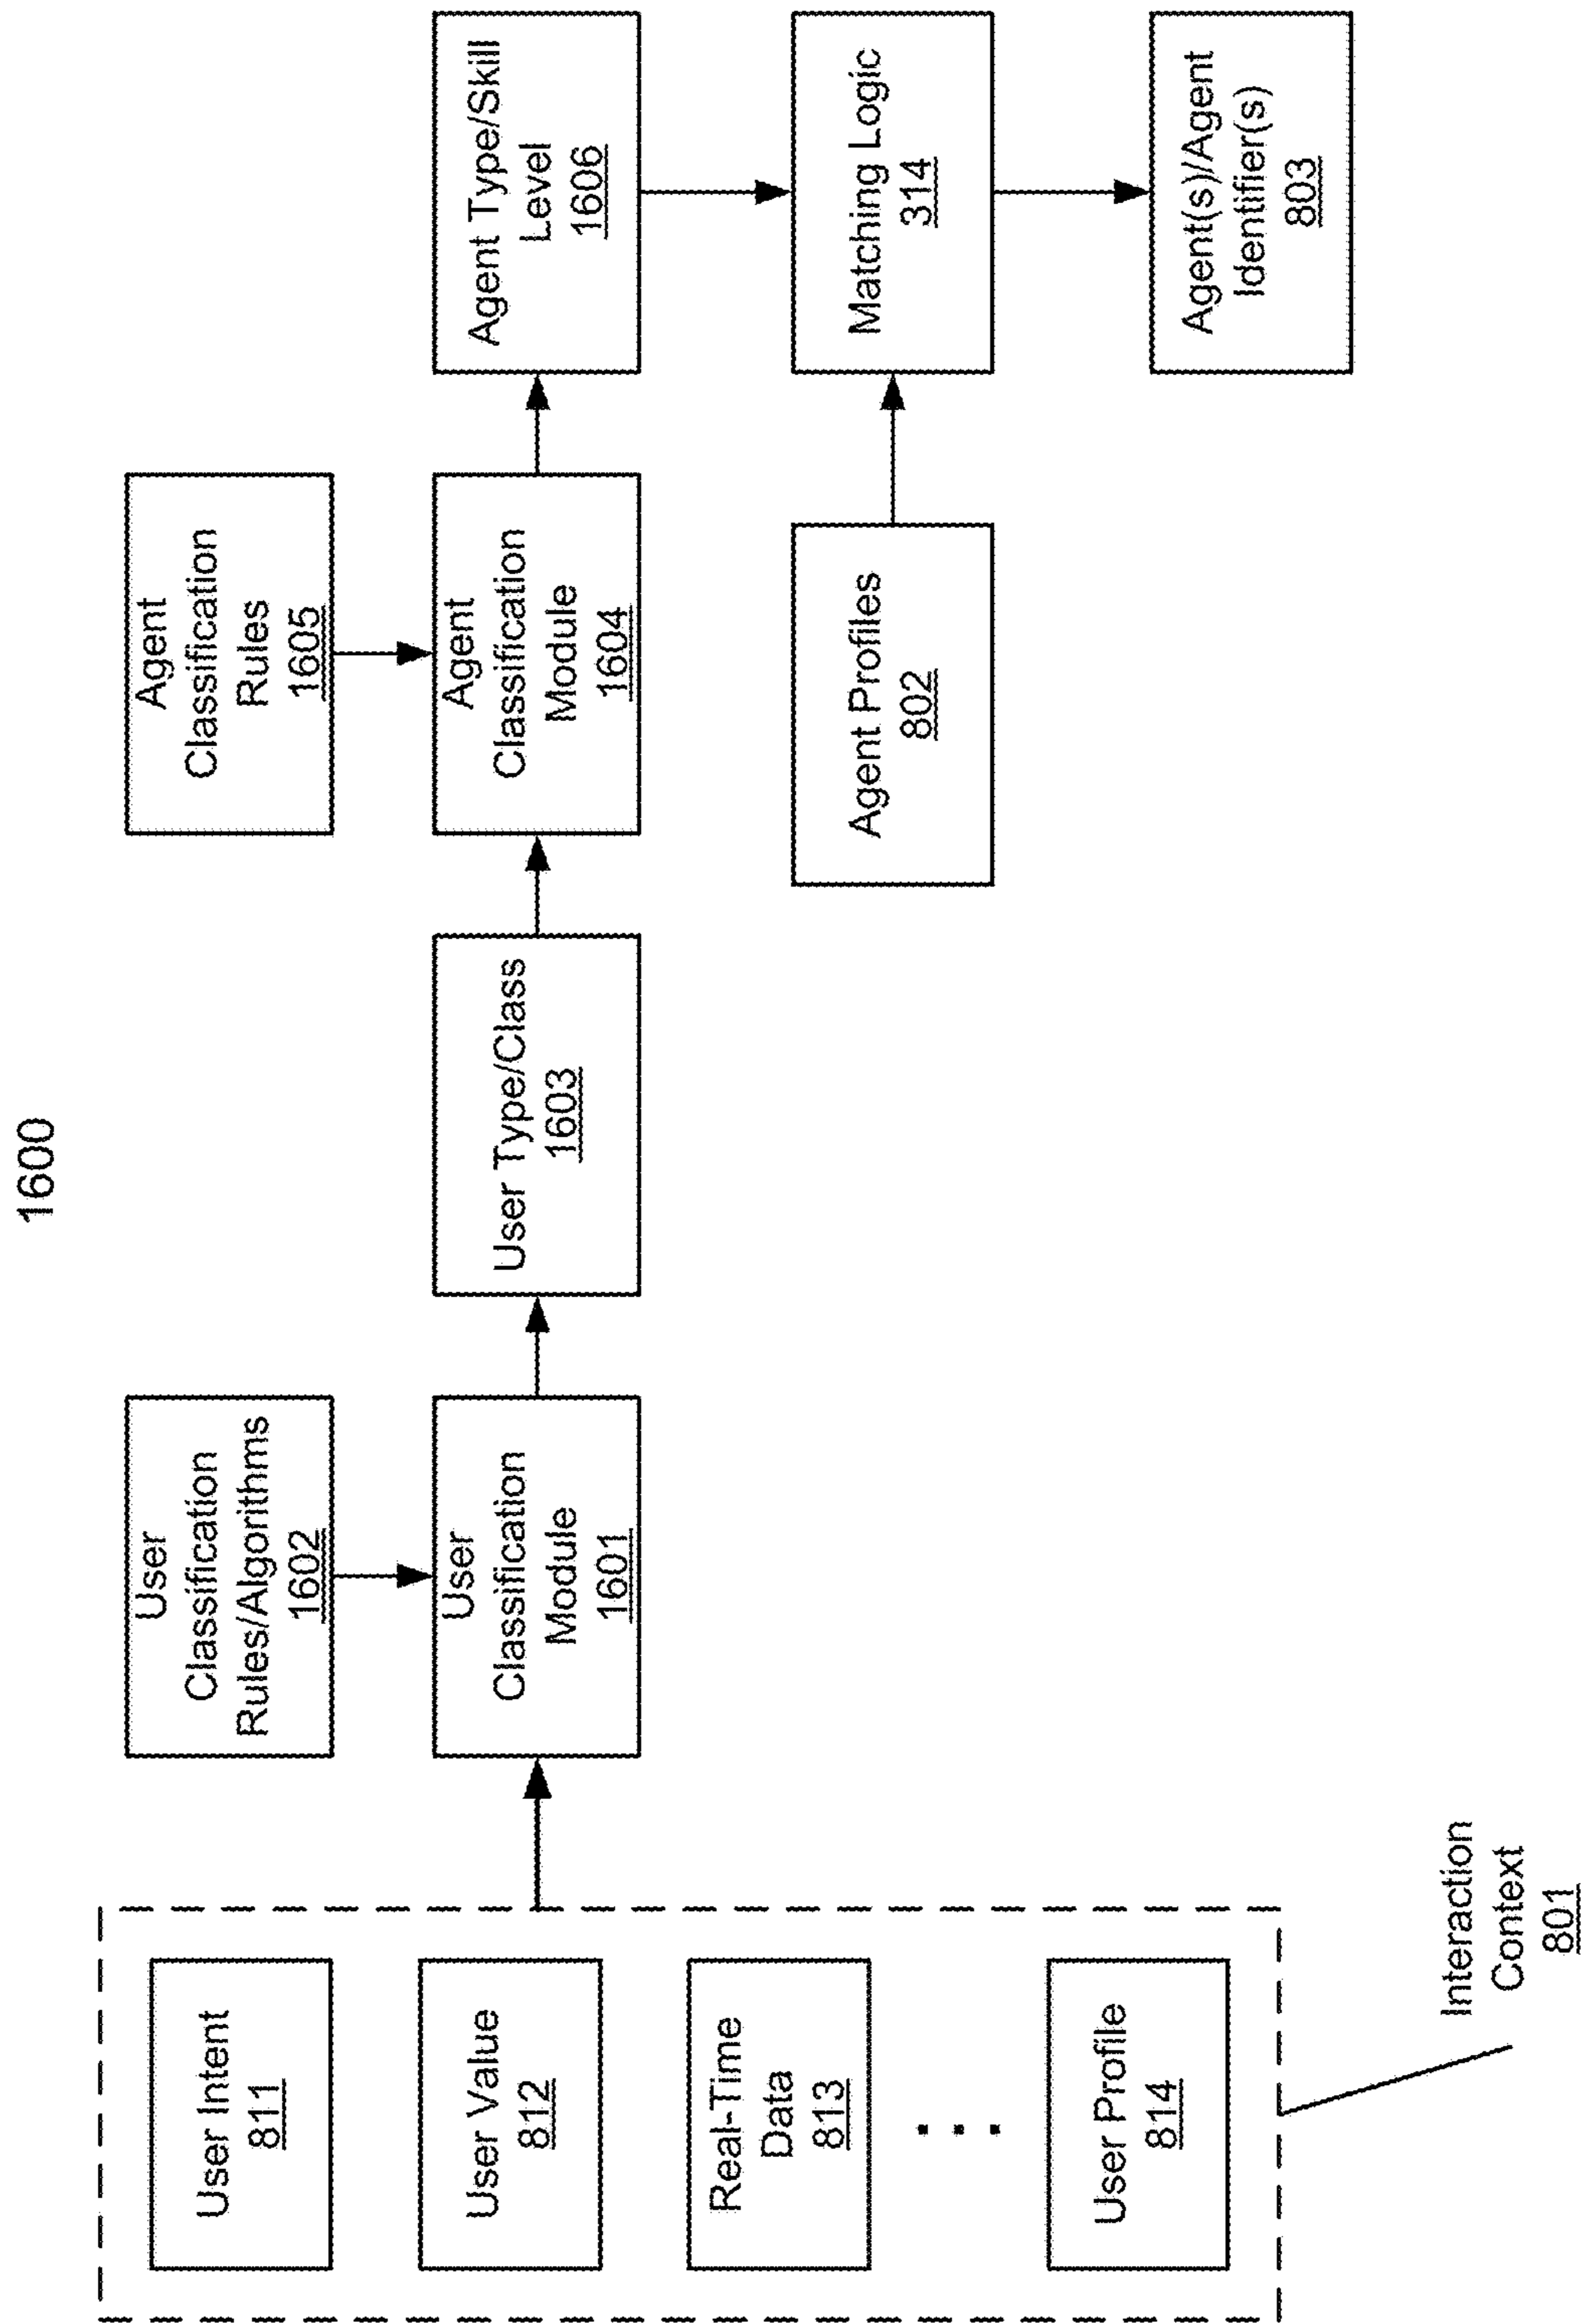 1600
User Intent
811
User Value
812
Real-Time
Data
813
. . .
User Profile
814
Interaction
Context
801
User
Classification
Rules/Algorithms
1602
User
Classification
Module
1601
User Type/Class
1603
Agent
Classification
Rules
1605
Agent
Classification
Module
1604
Agent Profiles
802
Agent Type/Skill
Level
1606
Matching Logic
314
Agent(s)/Agent
Identifier(s)
803